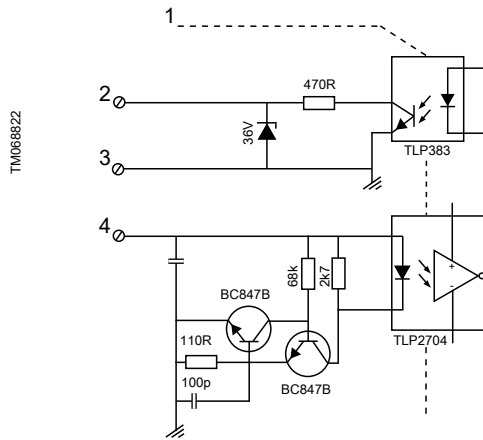 1
2
470R
TM068822
36V
3
TLP383
4
+
-
68k
2k7
BC847B
110R
TLP2704
100p
BC847B